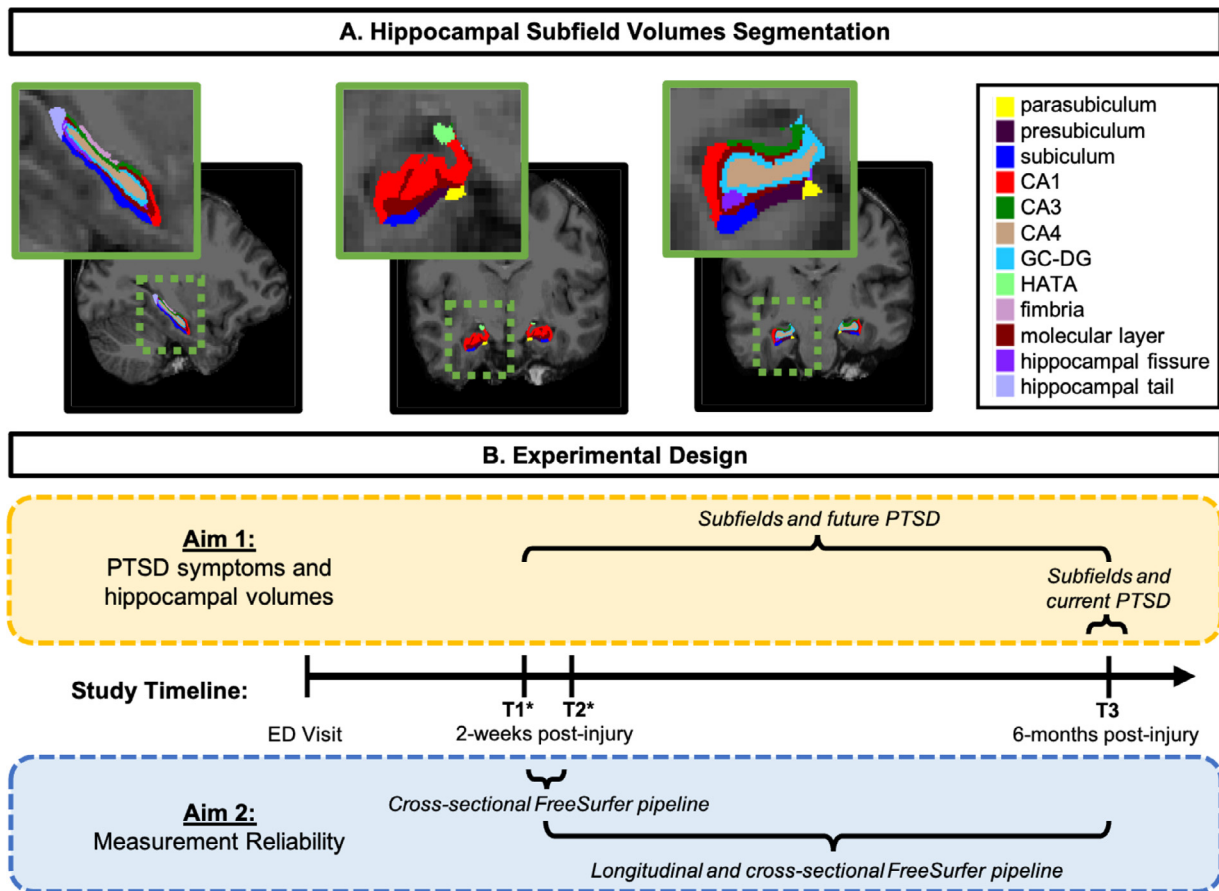 A. Hippocampal Subfield Volumes Segmentation
parasubiculum
presubiculum
subiculum
CA1
CA3
CA4
GC-DG
HATA
fimbria
molecular layer
hippocampal fissure
hippocampal tail
B. Experimental Design
Aim 1:
PTSD symptoms and
hippocampal volumes
Subfields and future PTSD
Subfields and
current PTSD
Study Timeline:
ED Visit
T1*
T2*
2-weeks post-injury
T3
6-months post-injury
Aim 2:
Measurement Reliability
Cross-sectional FreeSurfer pipeline
Longitudinal and cross-sectional FreeSurfer pipeline